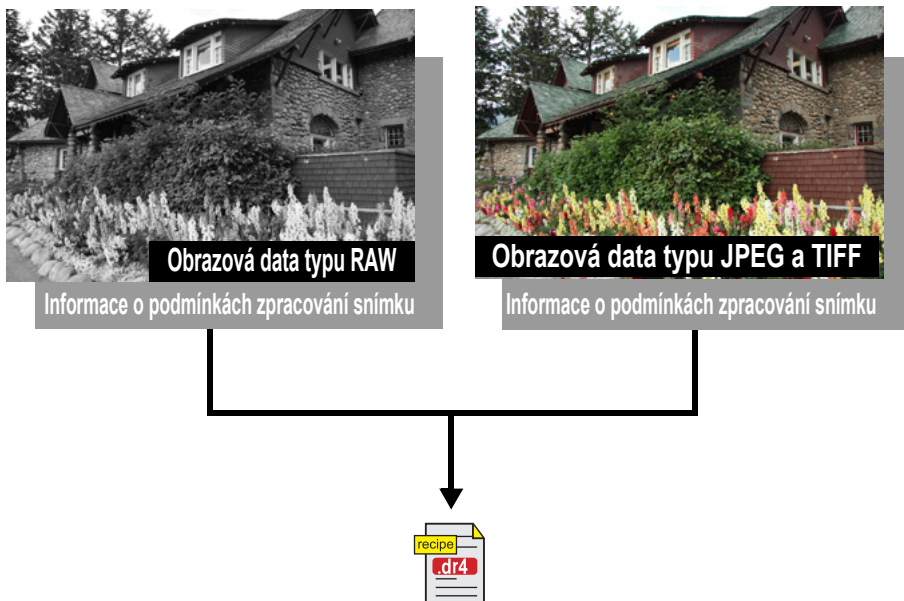 Obrazová data typu RAW
Informace o podmínkách zpracování snímku
Obrazová data typu JPEG a TIFF
Informace o podmínkách zpracování snímku
recipe
.dr4